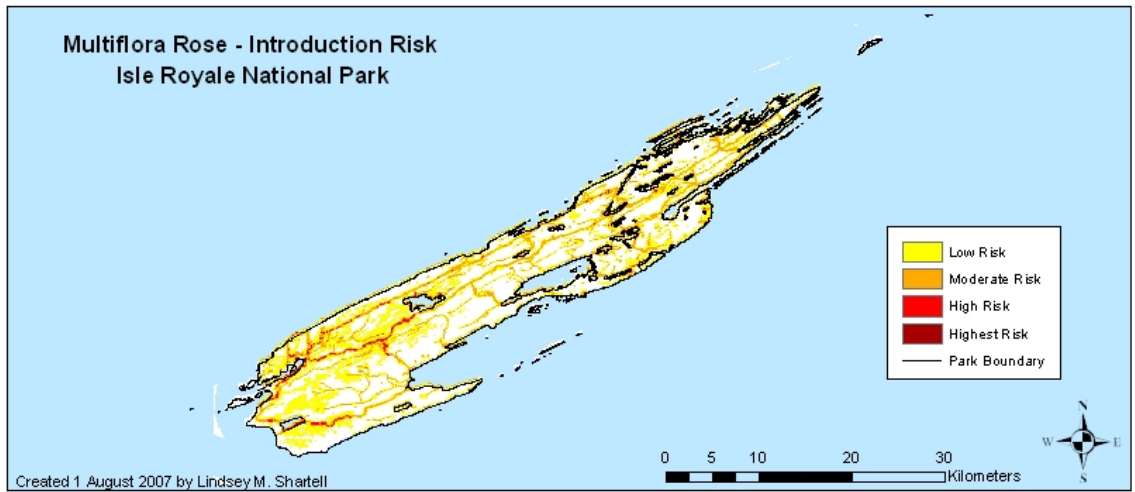 Multiflora Rose - Introduction Risk
Isle Royale National Park
Low Risk
Moderate Risk
High Risk
Highest Risk
Park Boundary
N
W E
S
0 5 10 20 30
Kilometers
Created 1 August 2007 by Lindsey M. Shartell